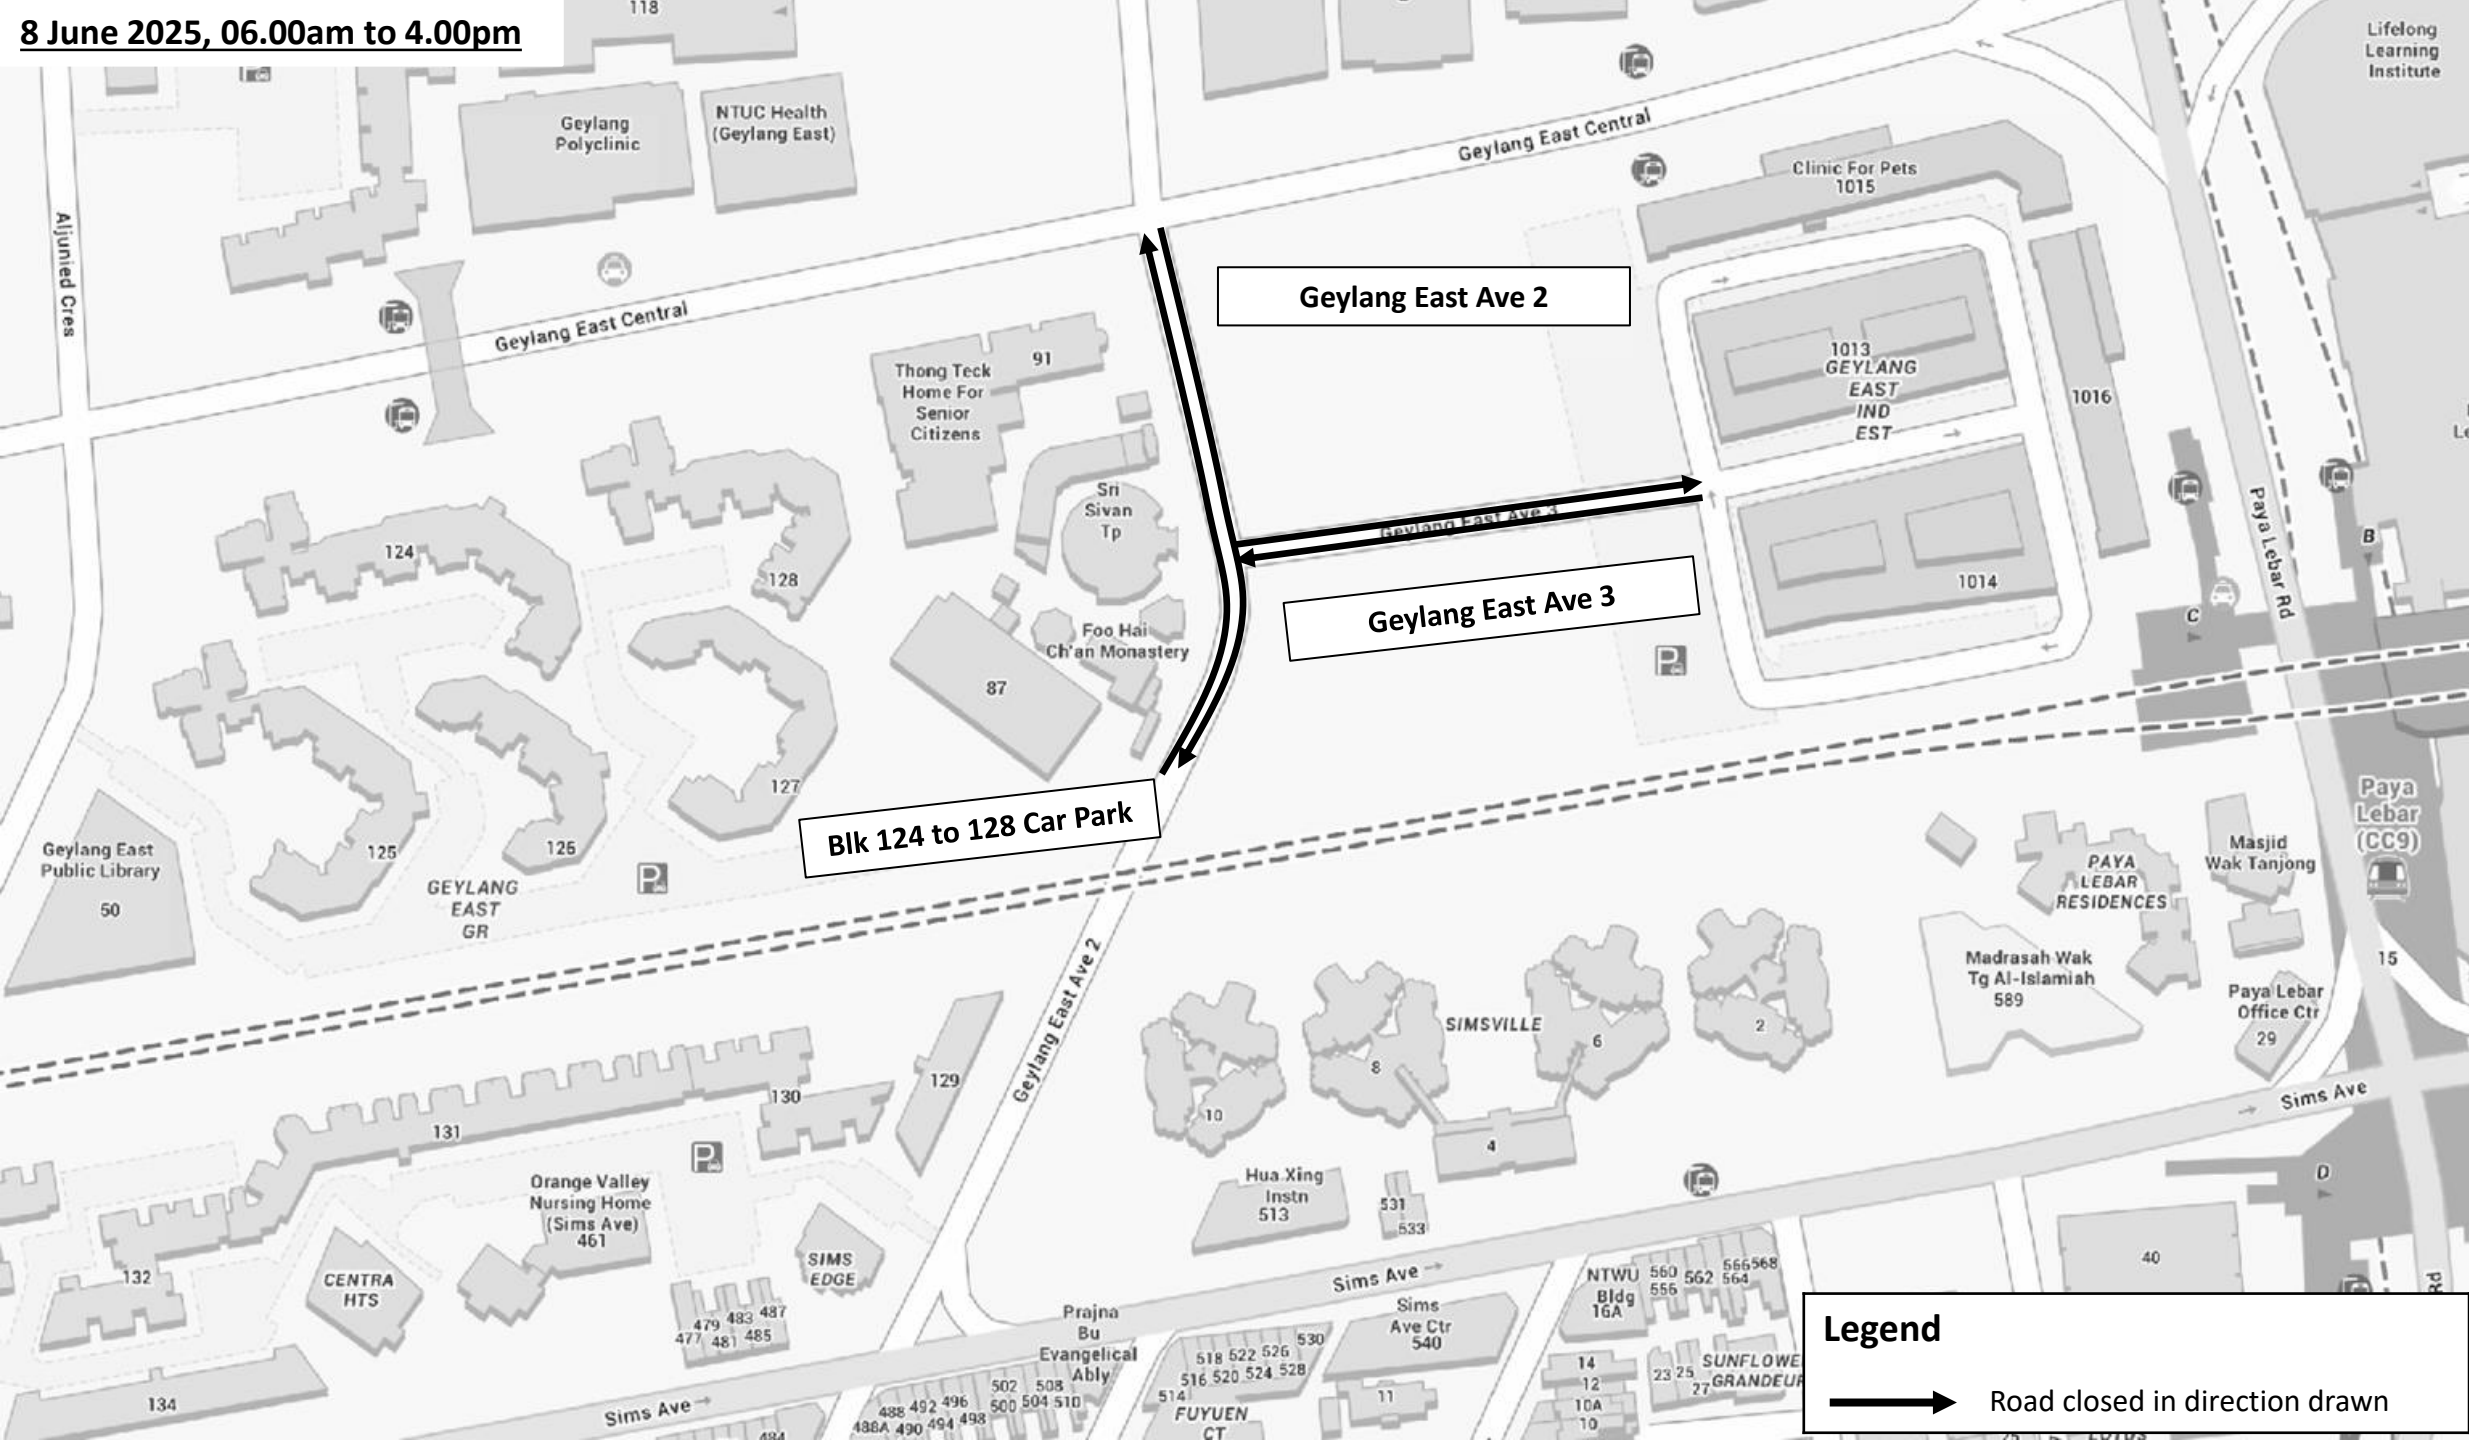 8 June 2025, 06.00am to 4.00pm
118
Lifelong
Learning
Institute
Geylang
Polyclinic
NTUC Health
(Geylang East)
Geylang East Central
Clinic For Pets
1015
Aljunied Cres
Geylang East Ave 2
Geylang East Central
Thong Teck
Home For
Senior
Citizens
91
1013
GEYLANG
EAST
IND
EST
1016
Sri
Sivan
Tp
Geylang East Ave 3
Paya Lebar Rd
B
124
128
1014
Geylang East Ave 3
C
Foo Hai
Ch'an Monastery
87
P
127
Blk 124 to 128 Car Park
Paya
Lebar
(CC9)
Geylang East
Public Library
50
125
126
P
GEYLANG
EAST
GR
PAYA
LEBAR
RESIDENCES
Masjid
Wak Tanjong
Geylang East Ave 2
Madrasah Wak
Tg Al-Islamiah
589
15
Paya Lebar
Office Ctr
29
SIMSVILLE
2
6
8
10
4
129
130
131
P
Sims Ave
Orange Valley
Nursing Home
(Sims Ave)
461
Hua Xing
Instn
513
531
533
D
132
CENTRA
HTS
SIMS
EDGE
Sims Ave
NTWU
Bldg
16A
560
556
562
566
568
564
40
Rd
479
483
487
477
481
485
Prajna
Bu
Evangelical
Ably
Sims
Ave Ctr
540
518
522
526
530
516
520
524
528
514
FUYUEN
CT
11
14
12
10A
10
23
25
27
SUNFLOWE
GRANDEUR
134
Sims Ave
484
488
492
496
502
508
488A
490
494
498
500
504
510
Legend
Road closed in direction drawn